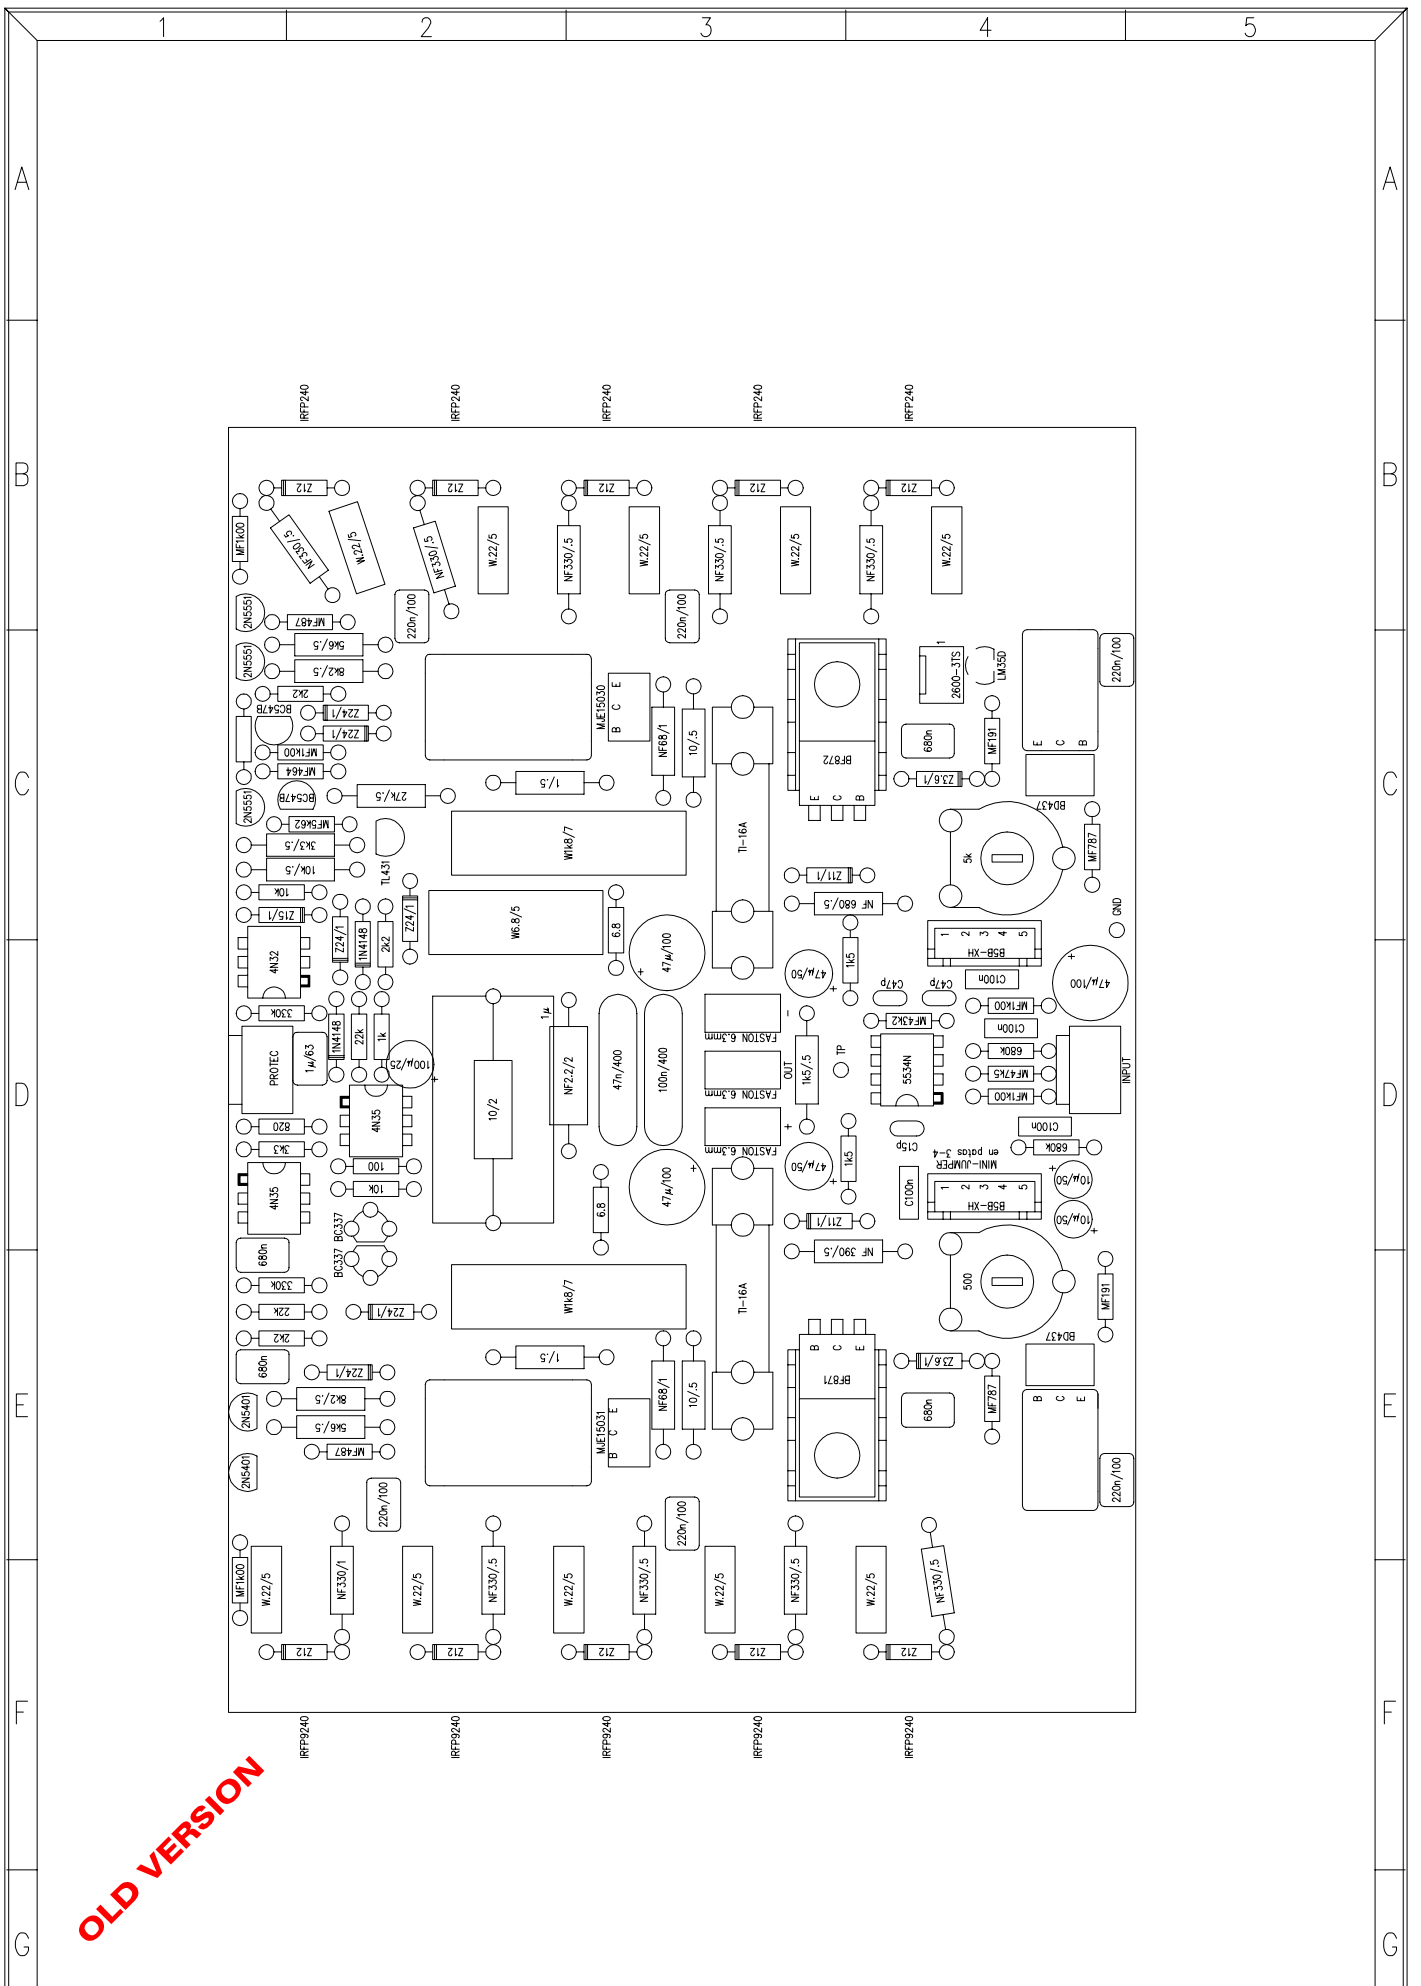 1 2 3 4 5
A A
IRFP240 IRFP240 IRFP240 IRFP240 IRFP240
B B
Z12 Z12 Z12 Z12 Z12
MF1k00 NF330/.5 W.22/5 NF330/.5 W.22/5 NF330/.5 W.22/5 NF330/.5 W.22/5 NF330/.5 W.22/5
2N5551 MF487 220n/100 220n/100
2N5551 5k6/.5 2600-3TS 1 LM35D 220n/100
8k2/.5
2k2 MJE15030 B C E
BC547B Z24/1
Z24/1 NF68/1 10/.5 BF872 680n MF191 E C B
MF1k00
MF464 1/.5 Z3.6/1
C C
2N5551 BC547B 27k/.5 E C B BD437
MF5k62
3k3/.5 W1k8/7 TI-16A 5k MF787
10k/.5 TL431 Z11/1
10k NF 680/.5
Z15/1 Z24/1 1N4148 2k2 Z24/1 W6.8/5 6.8 GND
1 2 3 4 5
B5B-XH
4N32 47µ/100 + 47µ/50 + 1k5 C100n 47µ/100 +
C47p C47p
330k 1µ MF1k00
1N4148 22k 1k FASTON 6.3mm - MF43k2 C100n
PROTEC 1µ/63 100µ/25 + 47n/400 100n/400 OUT 1k5/.5 TP 5534N 680k
NF2.2/2 FASTON 6.3mm MF47k5 INPUT
D D
4N35 10/2 MF1k00
820 FASTON 6.3mm + C100n
3k3 C15p 680k
100 47µ/50 + 1k5 MINI-JUMPER
en patas 3-4
10k 47µ/100 + C100n 1 2 3 4 5
B5B-XH
10µ/50 +
4N35 6.8 10µ/50 +
BC337 Z11/1
BC337 NF 390/.5
680n
330k W1k8/7 TI-16A 500 MF191
22k Z24/1
2k2 BD437
680n 1/.5 B C E Z3.6/1
Z24/1 NF68/1 10/.5 BF871 MF787 B C E
8k2/.5
E E
2N5401 5k6/.5 MJE15031 B C E 680n
MF487
2N5401 220n/100 220n/100 220n/100
MF1k00 W.22/5 NF330/1 W.22/5 NF330/.5 W.22/5 NF330/.5 W.22/5 NF330/.5 W.22/5 NF330/.5
Z12 Z12 Z12 Z12 Z12
F F
IRFP9240 IRFP9240 IRFP9240 IRFP9240 IRFP9240
OLD VERSION
G G